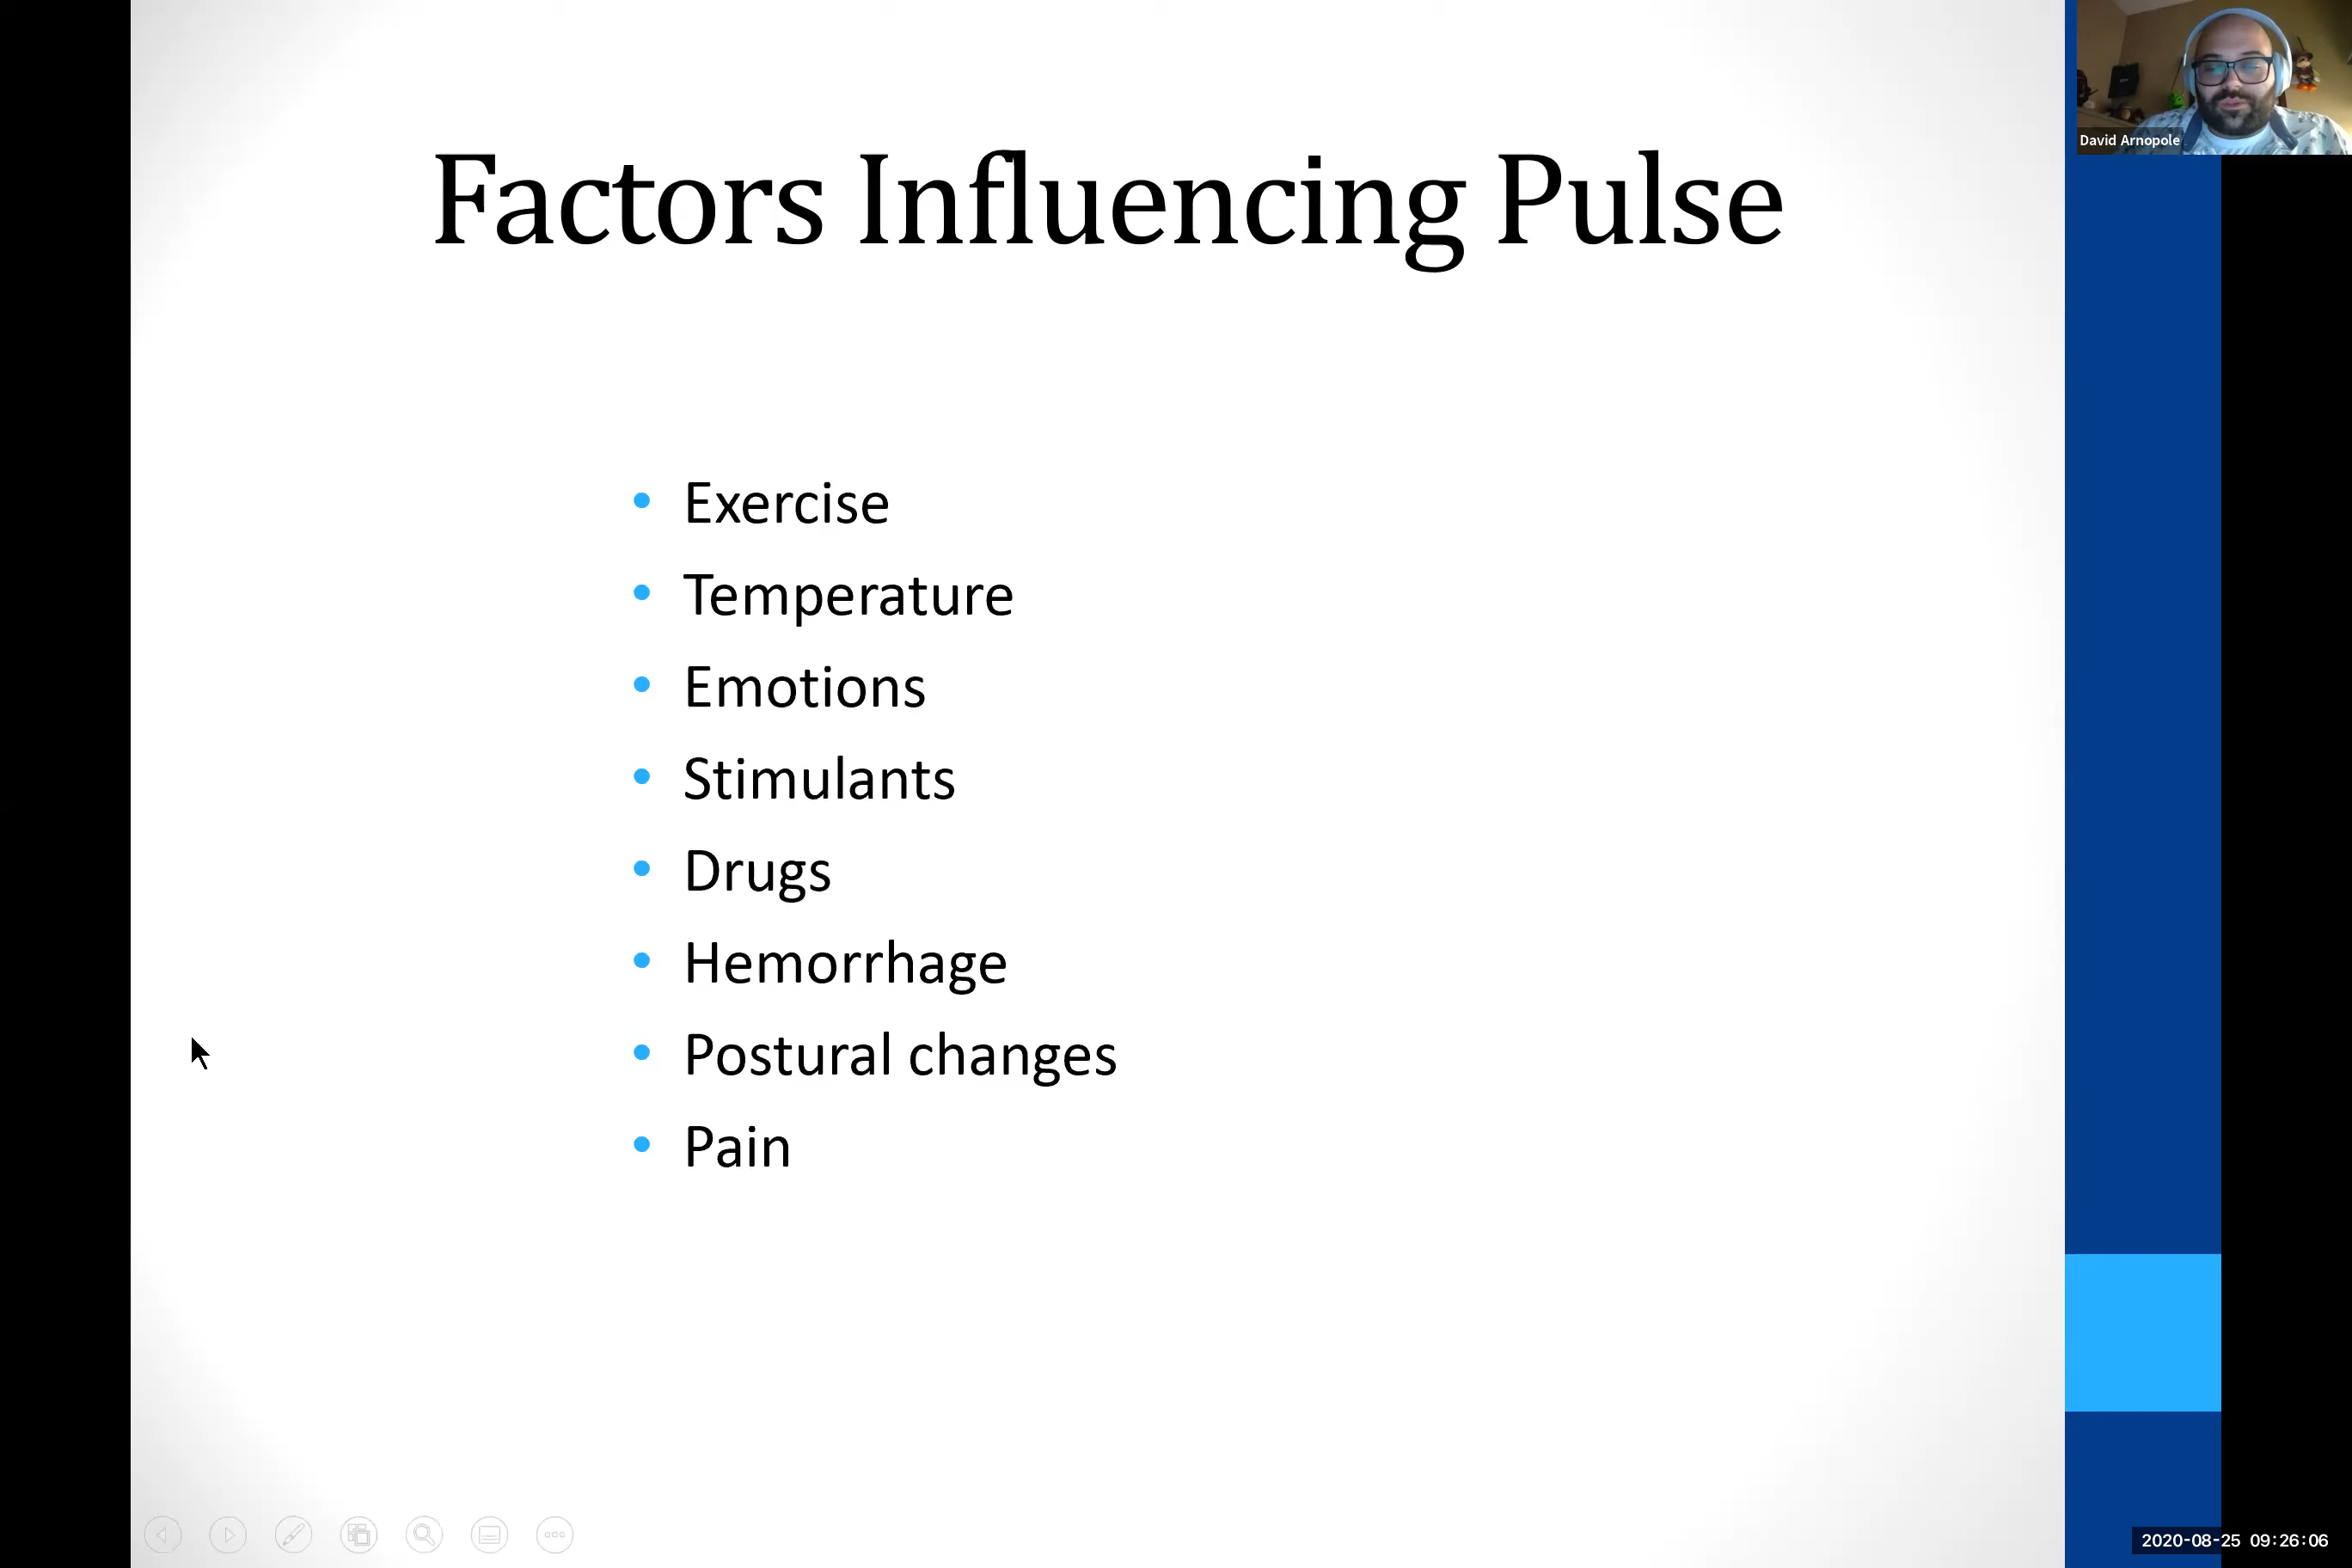 Factors Influencing Pulse
David Arnopole
• Exercise
• Temperature
• Emotions
• Stimulants
• Drugs
• Hemorrhage
• Postural changes
• Pain
2020-08-25 09:26:06